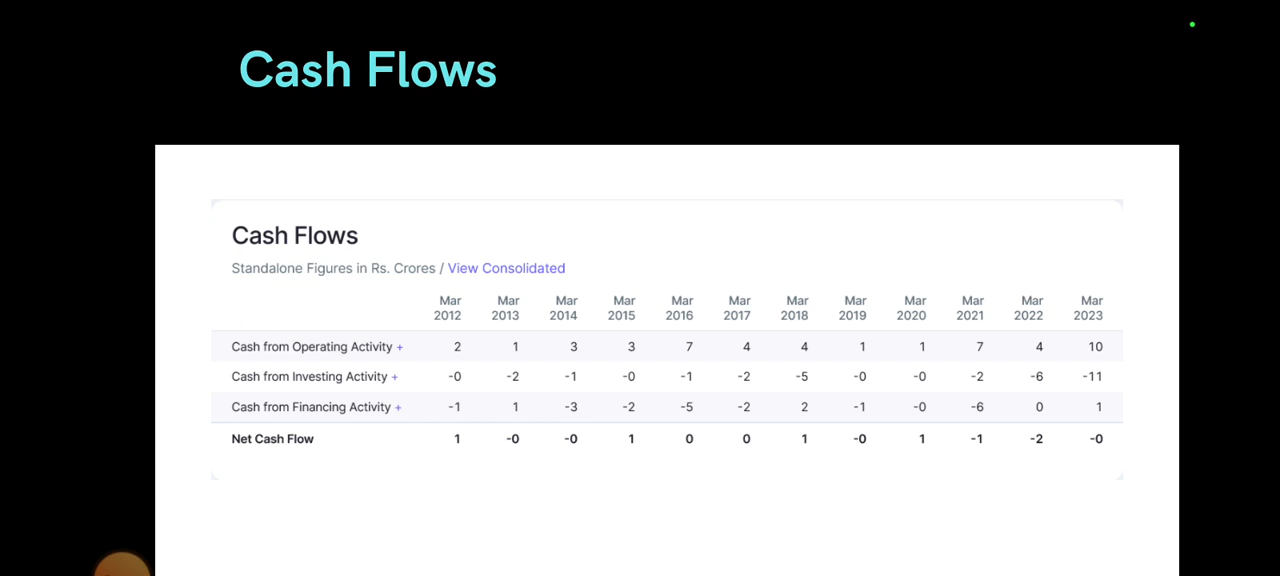 Cash Flows
Cash Flows
Standalone Figures in Rs. Crores / View Consolidated
Mar 2012 Mar 2013 Mar 2014 Mar 2015 Mar 2016 Mar 2017 Mar 2018 Mar 2019 Mar 2020 Mar 2021 Mar 2022 Mar 2023
Cash from Operating Activity + 2 1 3 3 7 4 4 1 1 7 4 10
Cash from Investing Activity + -0 -2 -1 -0 -1 -2 -5 -0 -0 -2 -6 -11
Cash from Financing Activity + -1 1 -3 -2 -5 -2 2 -1 -0 -6 0 1
Net Cash Flow 1 -0 -0 1 0 0 1 -0 1 -1 -2 -0